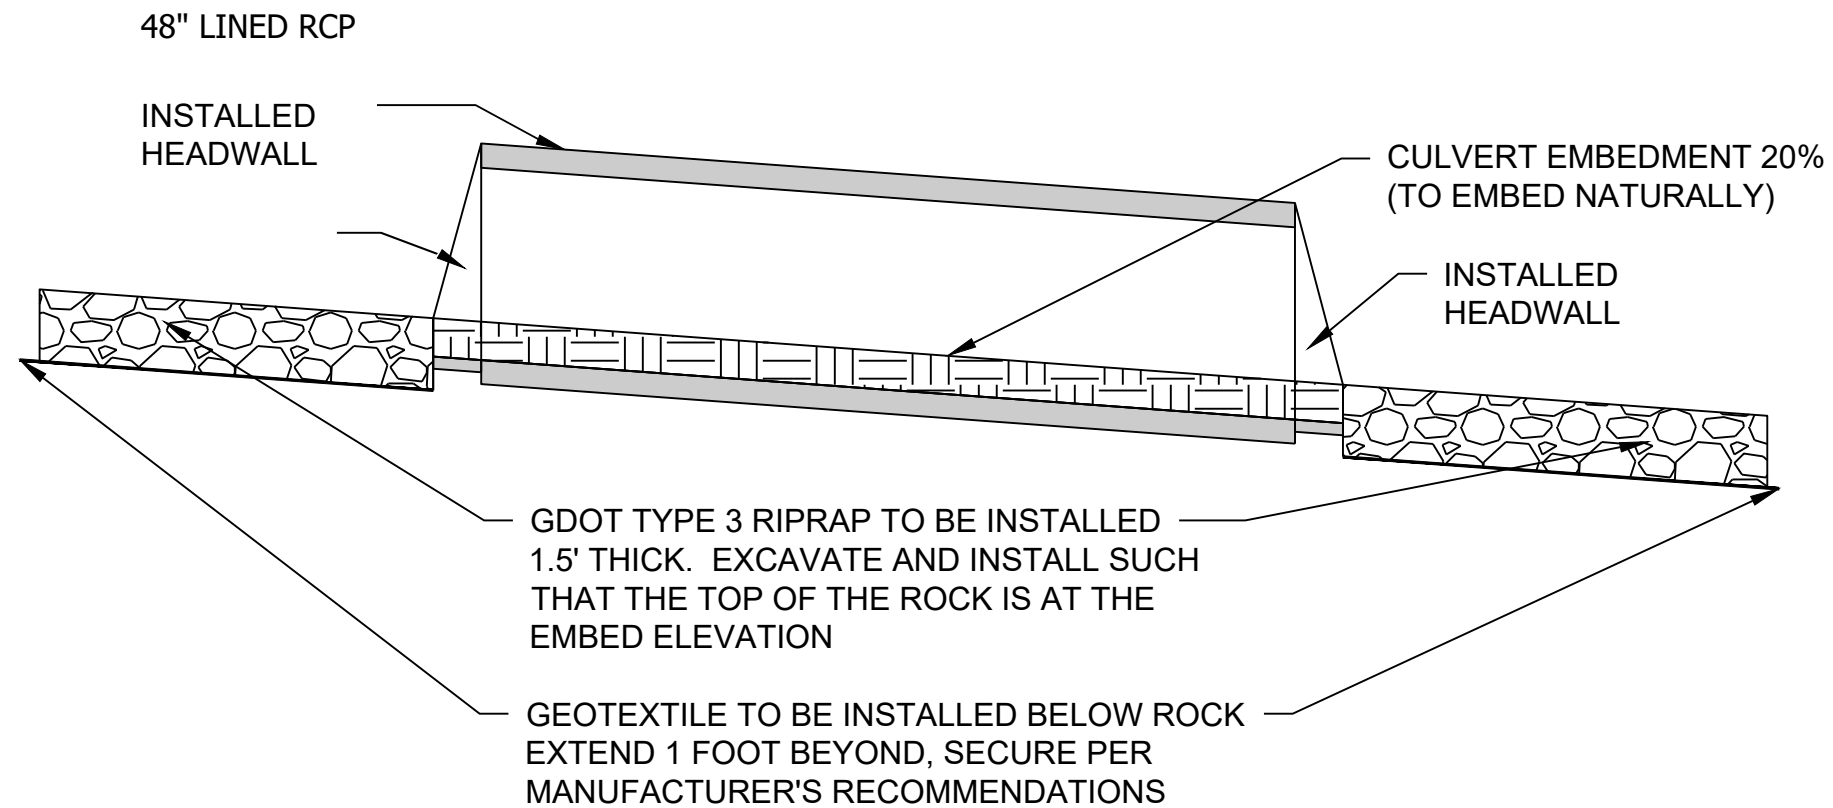 48" LINED RCP
INSTALLED
HEADWALL
CULVERT EMBEDMENT 20%
(TO EMBED NATURALLY)
INSTALLED
HEADWALL
GDOT TYPE 3 RIPRAP TO BE INSTALLED
1.5' THICK. EXCAVATE AND INSTALL SUCH
THAT THE TOP OF THE ROCK IS AT THE
EMBED ELEVATION
GEOTEXTILE TO BE INSTALLED BELOW ROCK
EXTEND 1 FOOT BEYOND, SECURE PER
MANUFACTURER'S RECOMMENDATIONS